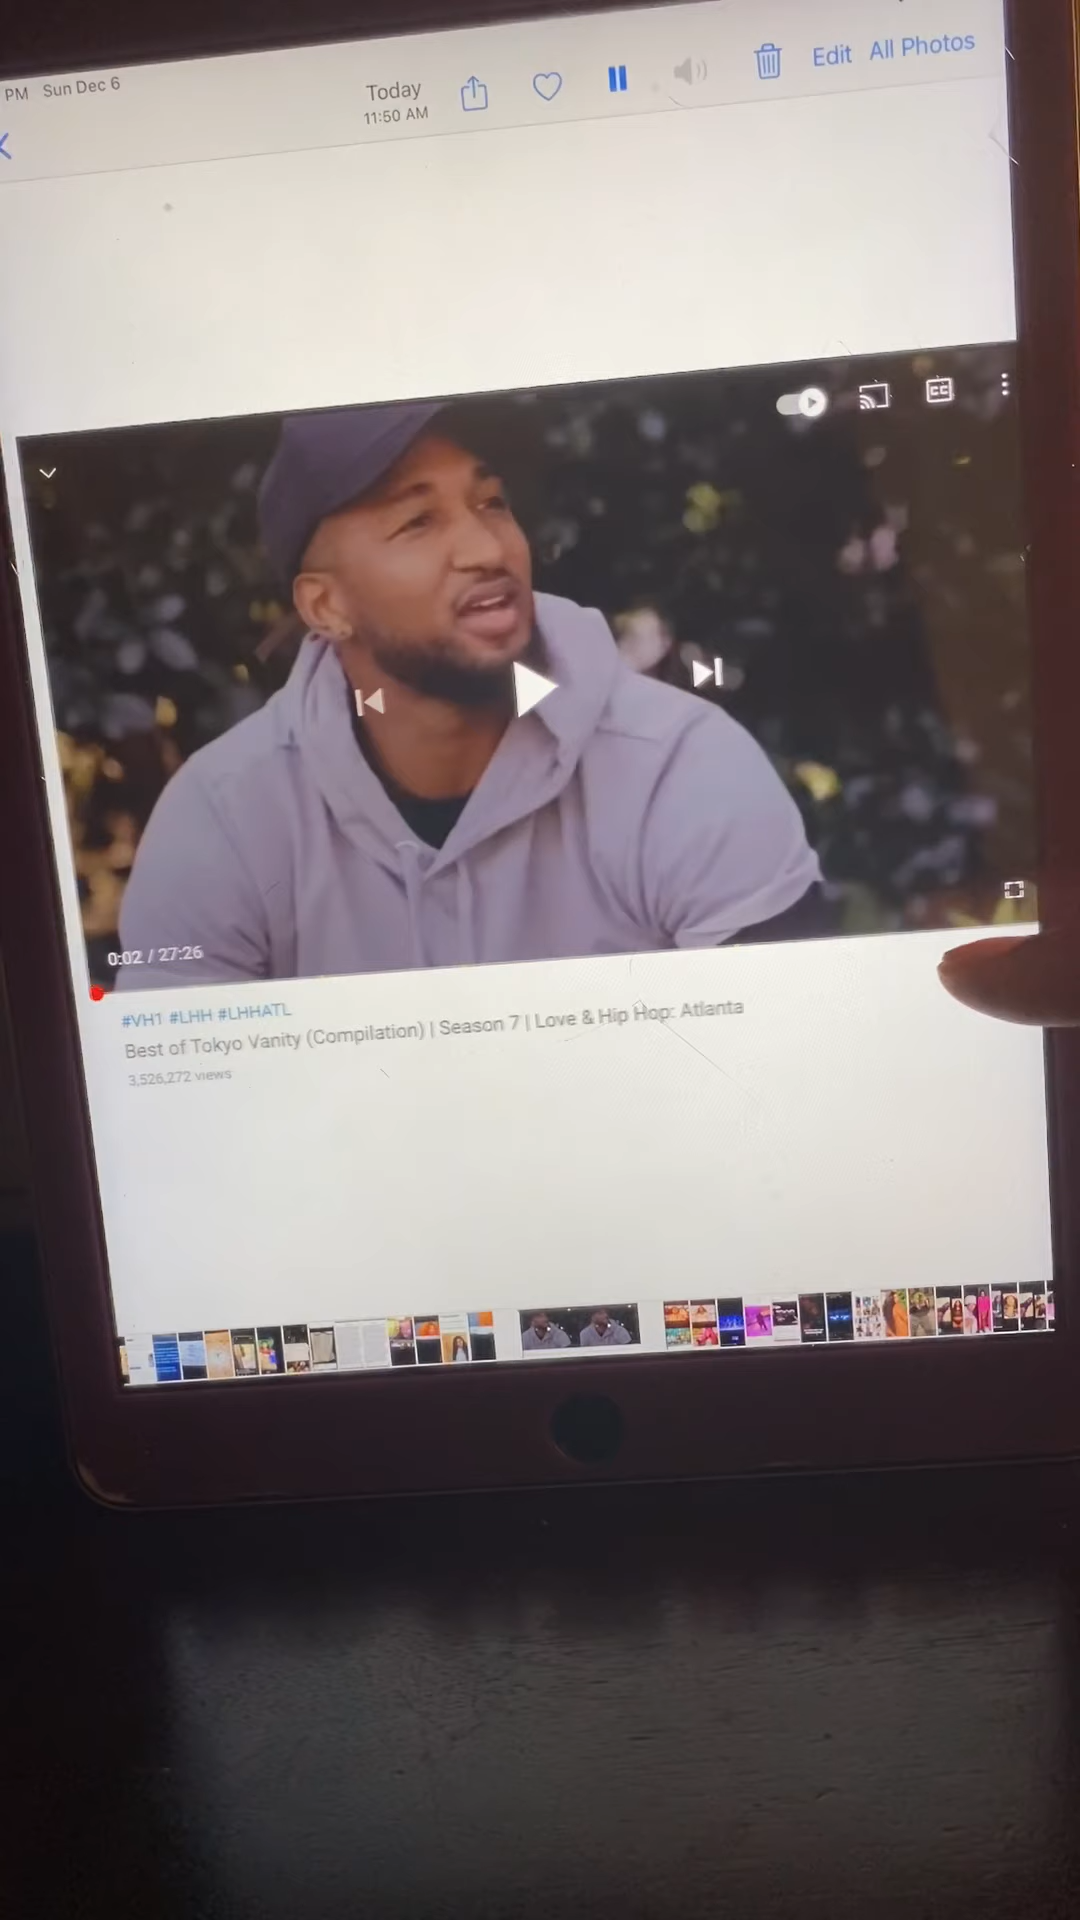 PM Sun Dec 6
Today
11:50 AM
Edit All Photos
CC
0:02 / 27:26
#VH1 #LHH #LHHATL
Best of Tokyo Vanity (Compilation) | Season 7 | Love & Hip Hop: Atlanta
3,526,272 views